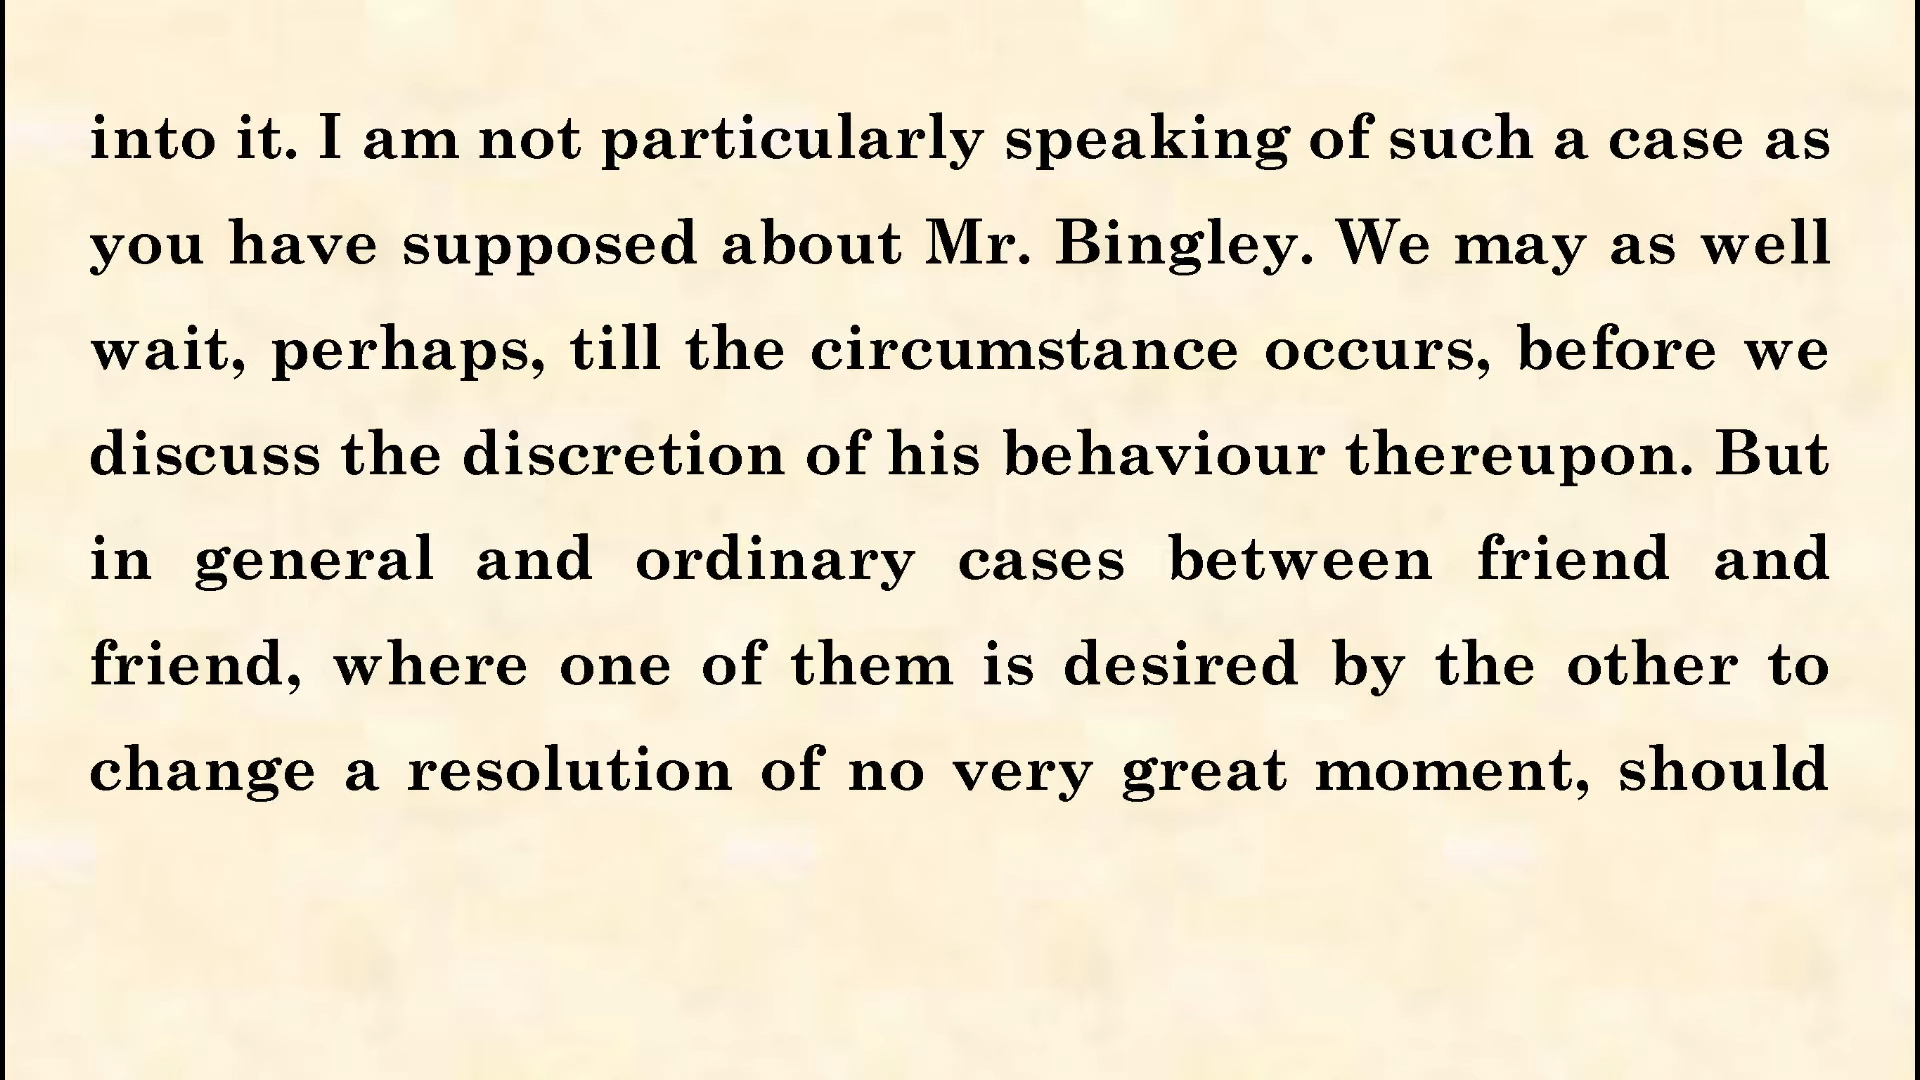 into it. I am not particularly speaking of such a case as
you have supposed about Mr. Bingley. We may as well
wait, perhaps, till the circumstance occurs, before we
discuss the discretion of his behaviour thereupon. But
in general and ordinary cases between friend and
friend, where one of them is desired by the other to
change a resolution of no very great moment, should